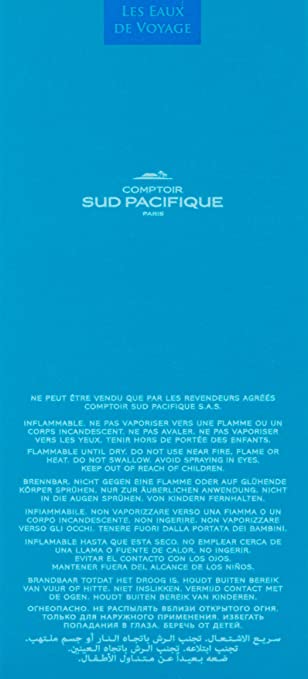 LES EAUX
DE VOYAGE
COMPTOIR
SUD PACIFIQUE
PARIS
NE PEUT ÊTRE VENDU QUE PAR LES REVENDEURS AGRÉÉS
COMPTOIR SUD PACIFIQUE S.A.S.
INFLAMMABLE. NE PAS VAPORISER VERS UNE FLAMME OU UN
CORPS INCANDESCENT. NE PAS AVALER. NE PAS VAPORISER
VERS LES YEUX. TENIR HORS DE PORTÉE DES ENFANTS.
FLAMMABLE UNTIL DRY. DO NOT USE NEAR FIRE, FLAME OR
HEAT. DO NOT SWALLOW. AVOID SPRAYING IN EYES.
KEEP OUT OF REACH OF CHILDREN.
BRENNBAR. NICHT GEGEN EINE FLAMME ODER AUF GLÜHENDE
KÖRPER SPRÜHEN. NUR ZUR ÄUBERLICHEN ANWENDUNG. NICHT
IN DIE AUGEN SPRÜHEN. VON KINDERN FERNHALTEN.
INFIAMMABILE. NON VAPORIZZARE VERSO UNA FIAMMA O UN
CORPO INCANDESCENTE. NON INGERIRE. NON VAPORIZZARE
VERSO GLI OCCHI. TENERE FUORI DALLA PORTATA DEI BAMBINI.
INFLAMABLE HASTA QUE ESTA SECO. NO EMPLEAR CERCA DE
UNA LLAMA O FUENTE DE CALOR. NO INGERIR.
EVITAR EL CONTACTO CON LOS OJOS.
MANTENER FUERA DEL ALCANCE DE LOS NIÑOS.
BRANDBAAR TOTDAT HET DROOG IS. HOUDT BUITEN BEREIK
VAN VUUR OF HITTE. NIET INSLIKKEN. VERMIJD CONTACT MET
DE OGEN. HOUDT BUITEN BEREIK VAN KINDEREN.
ОГНЕОПАСНО. НЕ РАСПЫЛЯТЬ ВБЛИЗИ ОТКРЫТОГО ОГНЯ.
ТОЛЬКО ДЛЯ НАРУЖНОГО ПРИМЕНЕНИЯ. ИЗБЕГАТЬ
ПОПАДАНИЯ В ГЛАЗА. БЕРЕЧЬ ОТ ДЕТЕЙ.
سريع الاشتعال. تجنب الرش باتجاه النار أو جسم ملتهب.
تجنب ابتلاعه. تجنب الرش باتجاه العينين.
ضعه بعيداً عن متناول الأطفال.